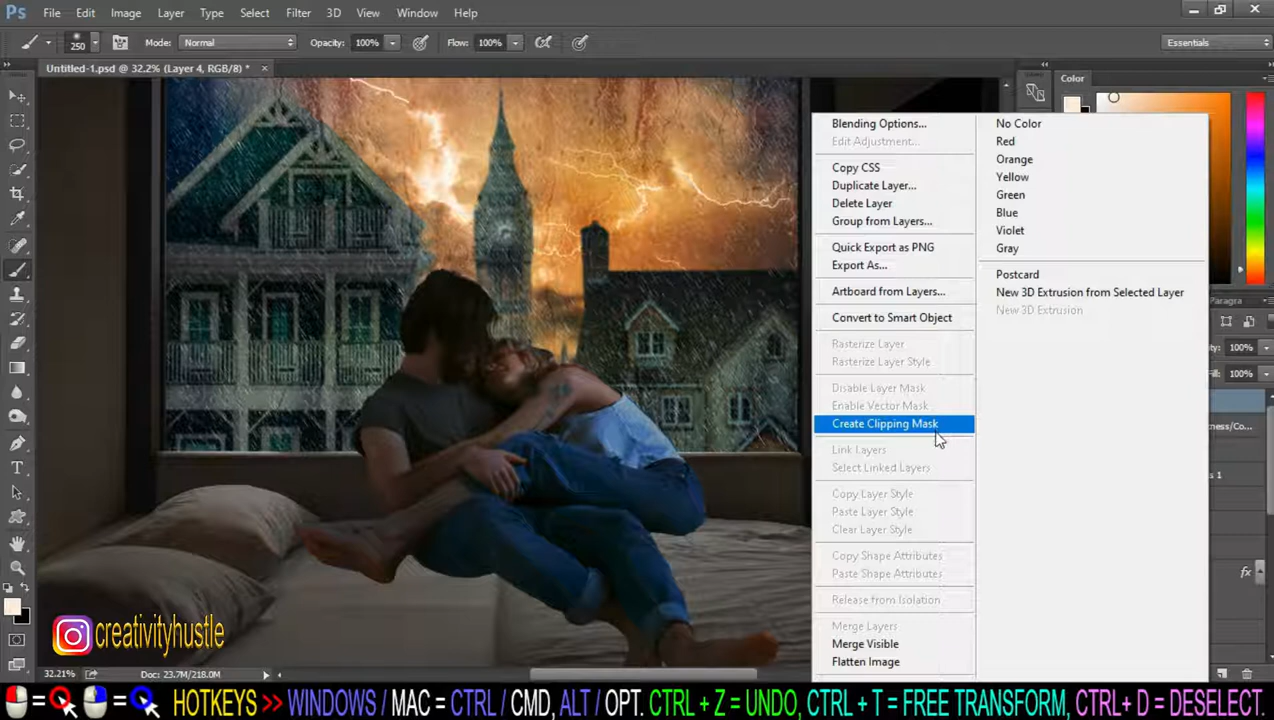 Ps File Edit Image Layer Type Select Filter 3D View Window Help
250 Mode: Normal Opacity: 100% Flow: 100% Essentials
Untitled-1.psd @ 32.2% (Layer 4, RGB/8) * ×
Color
Blending Options...
Edit Adjustment...
Copy CSS
Duplicate Layer...
Delete Layer
Group from Layers...
Quick Export as PNG
Export As...
Artboard from Layers...
Convert to Smart Object
Rasterize Layer
Rasterize Layer Style
Disable Layer Mask
Enable Vector Mask
Create Clipping Mask
Link Layers
Select Linked Layers
Copy Layer Style
Paste Layer Style
Clear Layer Style
Copy Shape Attributes
Paste Shape Attributes
Release from Isolation
Merge Layers
Merge Visible
Flatten Image
No Color
Red
Orange
Yellow
Green
Blue
Violet
Gray
Postcard
New 3D Extrusion from Selected Layer
New 3D Extrusion
Paragra
ity: 100%
100%
tness/Co...
s 1
fx
creativityhustle
32.21% Doc: 23.7M/218.0M
HOTKEYS >> WINDOWS / MAC = CTRL / CMD, ALT / OPT. CTRL + Z = UNDO, CTRL + T = FREE TRANSFORM, CTRL+ D = DESELECT.